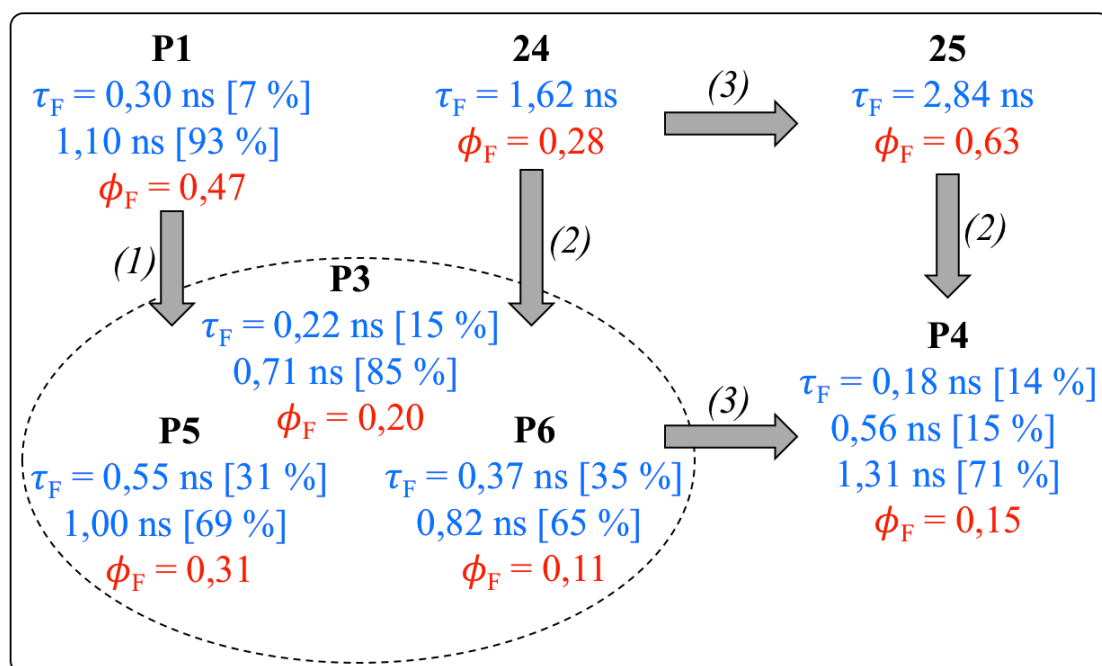 P1
τF = 0,30 ns [7 %]
1,10 ns [93 %]
ϕF = 0,47
24
τF = 1,62 ns
ϕF = 0,28
(3)
25
τF = 2,84 ns
ϕF = 0,63
(1)
(2)
(2)
P3
τF = 0,22 ns [15 %]
0,71 ns [85 %]
ϕF = 0,20
P5
τF = 0,55 ns [31 %]
1,00 ns [69 %]
ϕF = 0,31
P6
τF = 0,37 ns [35 %]
0,82 ns [65 %]
ϕF = 0,11
(3)
P4
τF = 0,18 ns [14 %]
0,56 ns [15 %]
1,31 ns [71 %]
ϕF = 0,15